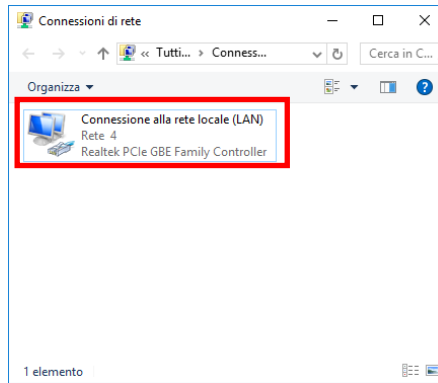 Connessioni di rete
« Tutti... > Conness...
Cerca in C...
Organizza
Connessione alla rete locale (LAN)
Rete 4
Realtek PCIe GBE Family Controller
1 elemento